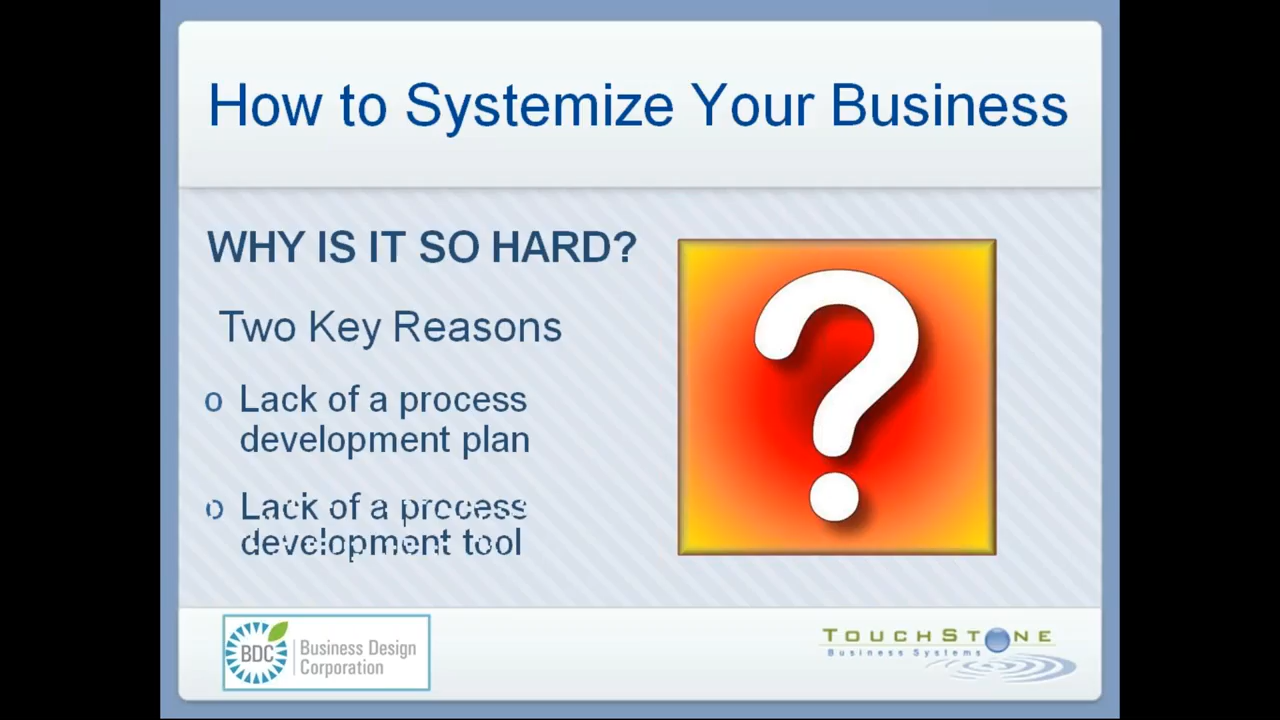 How to Systemize Your Business
WHY IS IT SO HARD?
Two Key Reasons
o Lack of a process
development plan
o Lack of a process
development tool
?
BDC
Business Design
Corporation
TOUCHSTONE
Business Systems